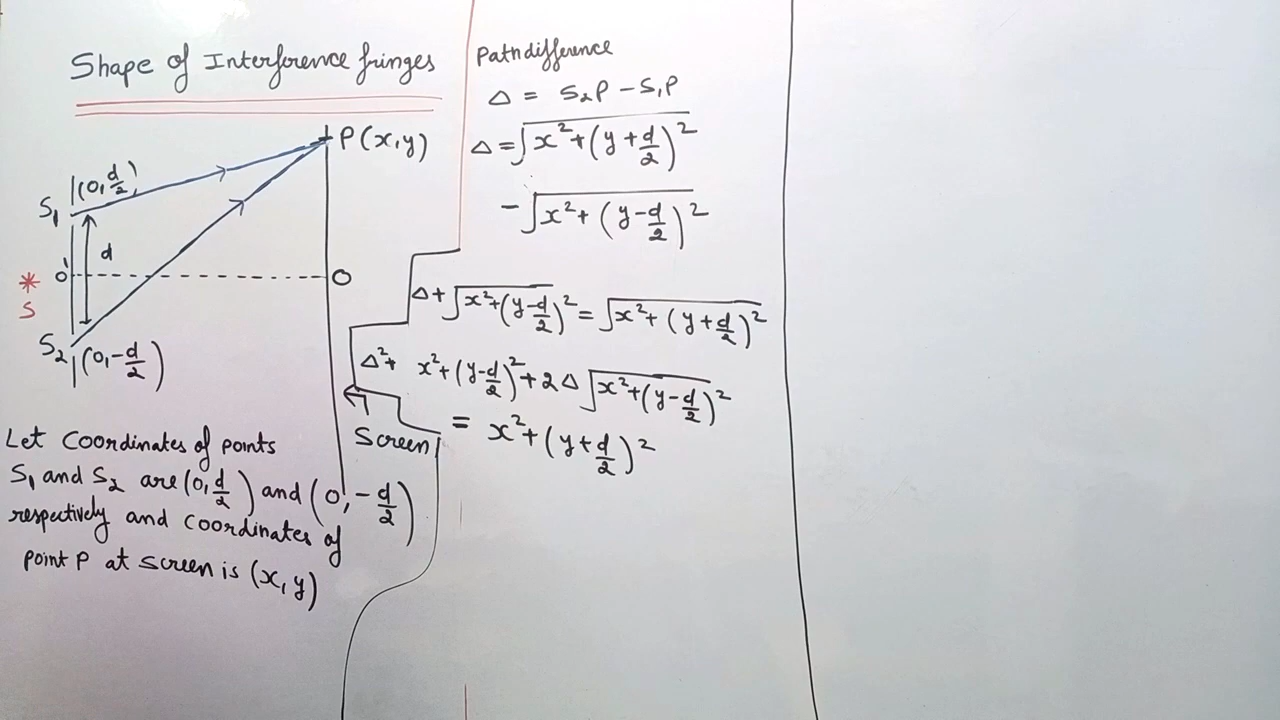 Shape of Interference fringes
P(x,y)
S₁ (0,d/2)
d
O'
O
*
S
S₂ (0,-d/2)
Screen
Let Coordinates of points
S₁ and S₂ are (0,d/2) and (0,-d/2)
respectively and coordinates of
point P at screen is (x,y)
Path difference
Δ = S₂P - S₁P
Δ = √x²+(y+d/2)²
- √x²+(y-d/2)²
Δ+√x²+(y-d/2)² = √x²+(y+d/2)²
Δ²+ x²+(y-d/2)²+2Δ√x²+(y-d/2)²
= x²+(y+d/2)²